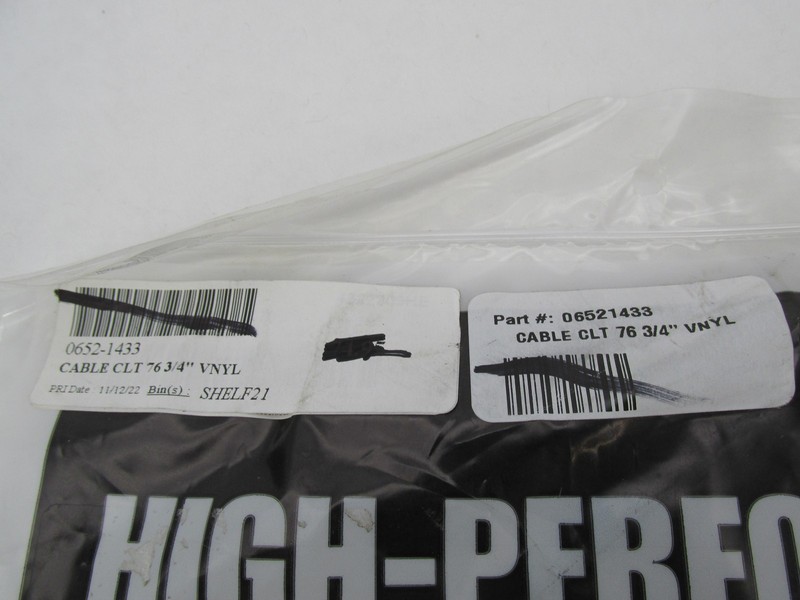 0652-1433
CABLE CLT 76 3/4" VNYL
PRI Date 11/12/22 Bin(s): SHELF21
Part #: 06521433
CABLE CLT 76 3/4" VNYL
HIGH-PERFO